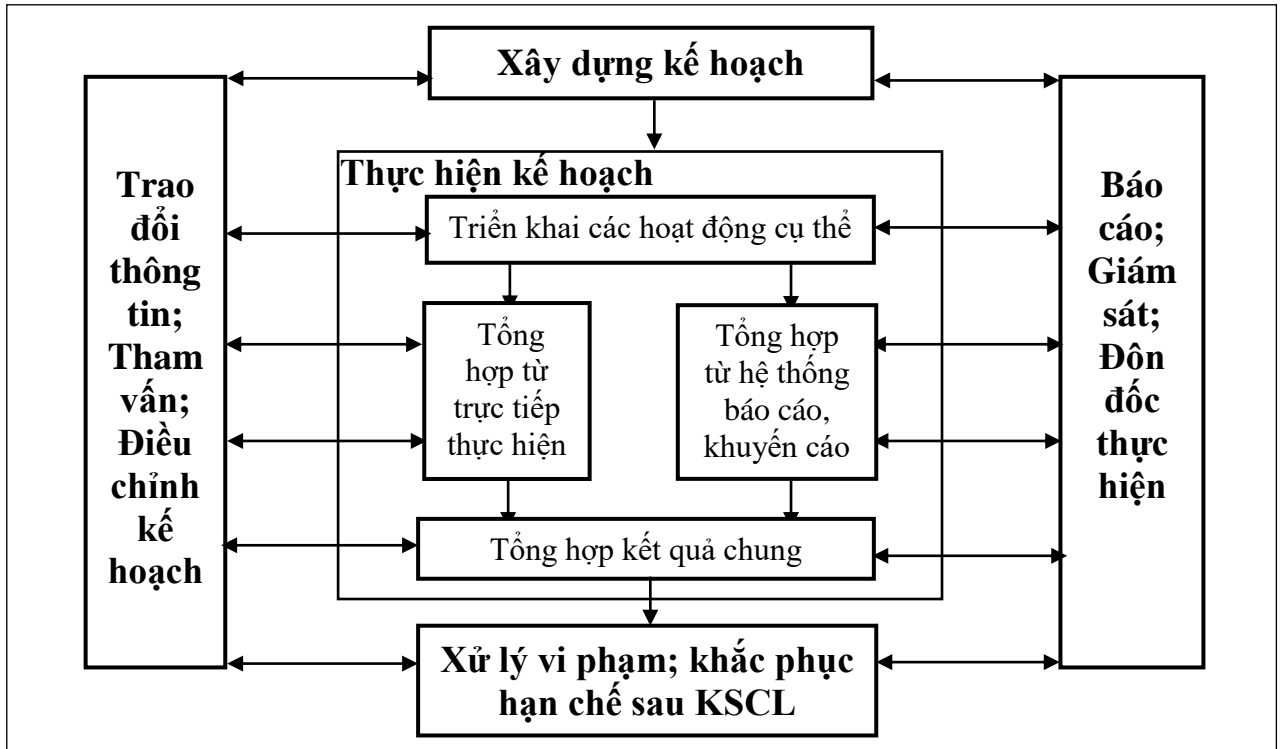 Xây dựng kế hoạch
Trao
đổi
thông
tin;
Tham
vấn;
Điều
chỉnh
kế
hoạch
Thực hiện kế hoạch
Triển khai các hoạt động cụ thể
Tổng
hợp từ
trực tiếp
thực hiện
Tổng hợp
từ hệ thống
báo cáo,
khuyến cáo
Tổng hợp kết quả chung
Báo
cáo;
Giám
sát;
Đôn
đốc
thực
hiện
Xử lý vi phạm; khắc phục
hạn chế sau KSCL